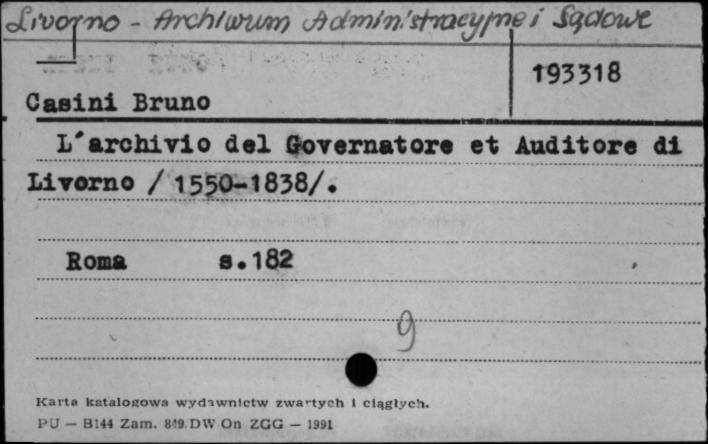 Livorno - Archiwum Administracyjne i Sądowe
193318
Casini Bruno
L'archivio del Governatore et Auditore di
Livorno / 1550-1838/.
Roma s.182
9
Karta katalogowa wydawnictw zwartych i ciągłych.
PU — B144 Zam. 849. DW On ZGG — 1991